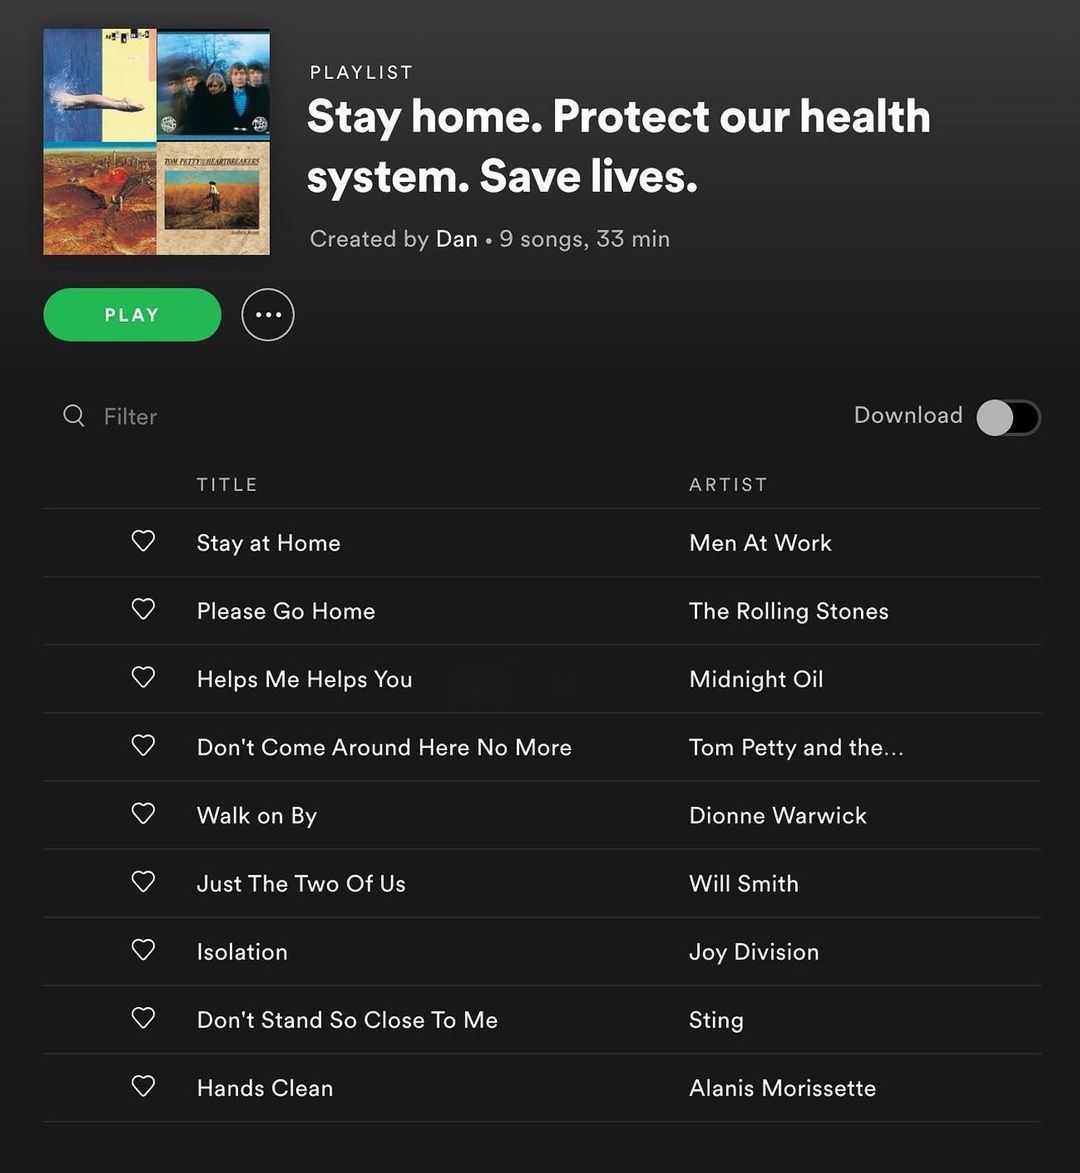 TOM PETTY AND THE HEARTBREAKERS
PLAYLIST
Stay home. Protect our health
system. Save lives.
Created by Dan • 9 songs, 33 min
PLAY
Filter
Download
TITLE ARTIST
Stay at Home Men At Work
Please Go Home The Rolling Stones
Helps Me Helps You Midnight Oil
Don't Come Around Here No More Tom Petty and the...
Walk on By Dionne Warwick
Just The Two Of Us Will Smith
Isolation Joy Division
Don't Stand So Close To Me Sting
Hands Clean Alanis Morissette